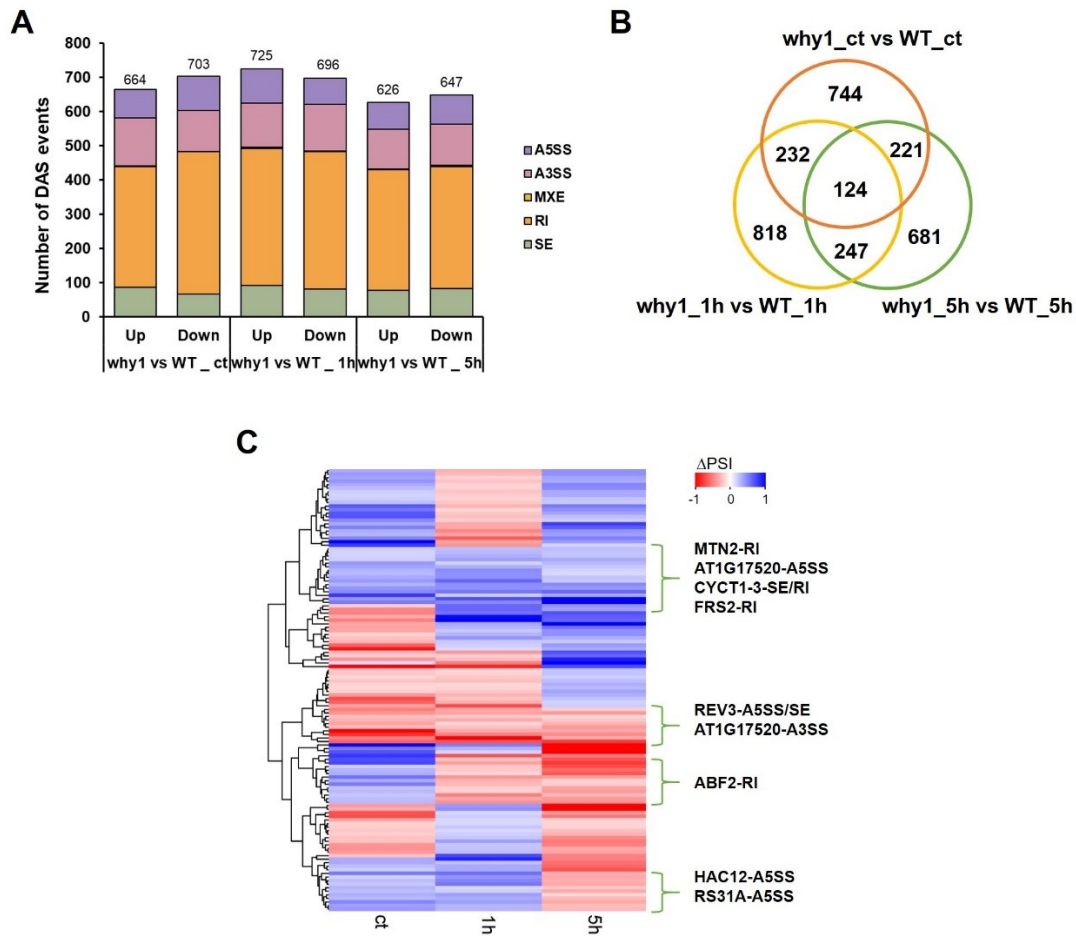 A
800
700
600
500
400
300
200
100
0
Number of DAS events
664
703
725
696
626
647
Up
Down
Up
Down
Up
Down
why1 vs WT _ ct
why1 vs WT _ 1h
why1 vs WT _ 5h
A5SS
A3SS
MXE
RI
SE
B
why1_ct vs WT_ct
744
232
221
124
818
247
681
why1_1h vs WT_1h
why1_5h vs WT_5h
C
ΔPSI
-1
0
1
MTN2-RI
AT1G17520-A5SS
CYCT1-3-SE/RI
FRS2-RI
REV3-A5SS/SE
AT1G17520-A3SS
ABF2-RI
HAC12-A5SS
RS31A-A5SS
ct
1h
5h